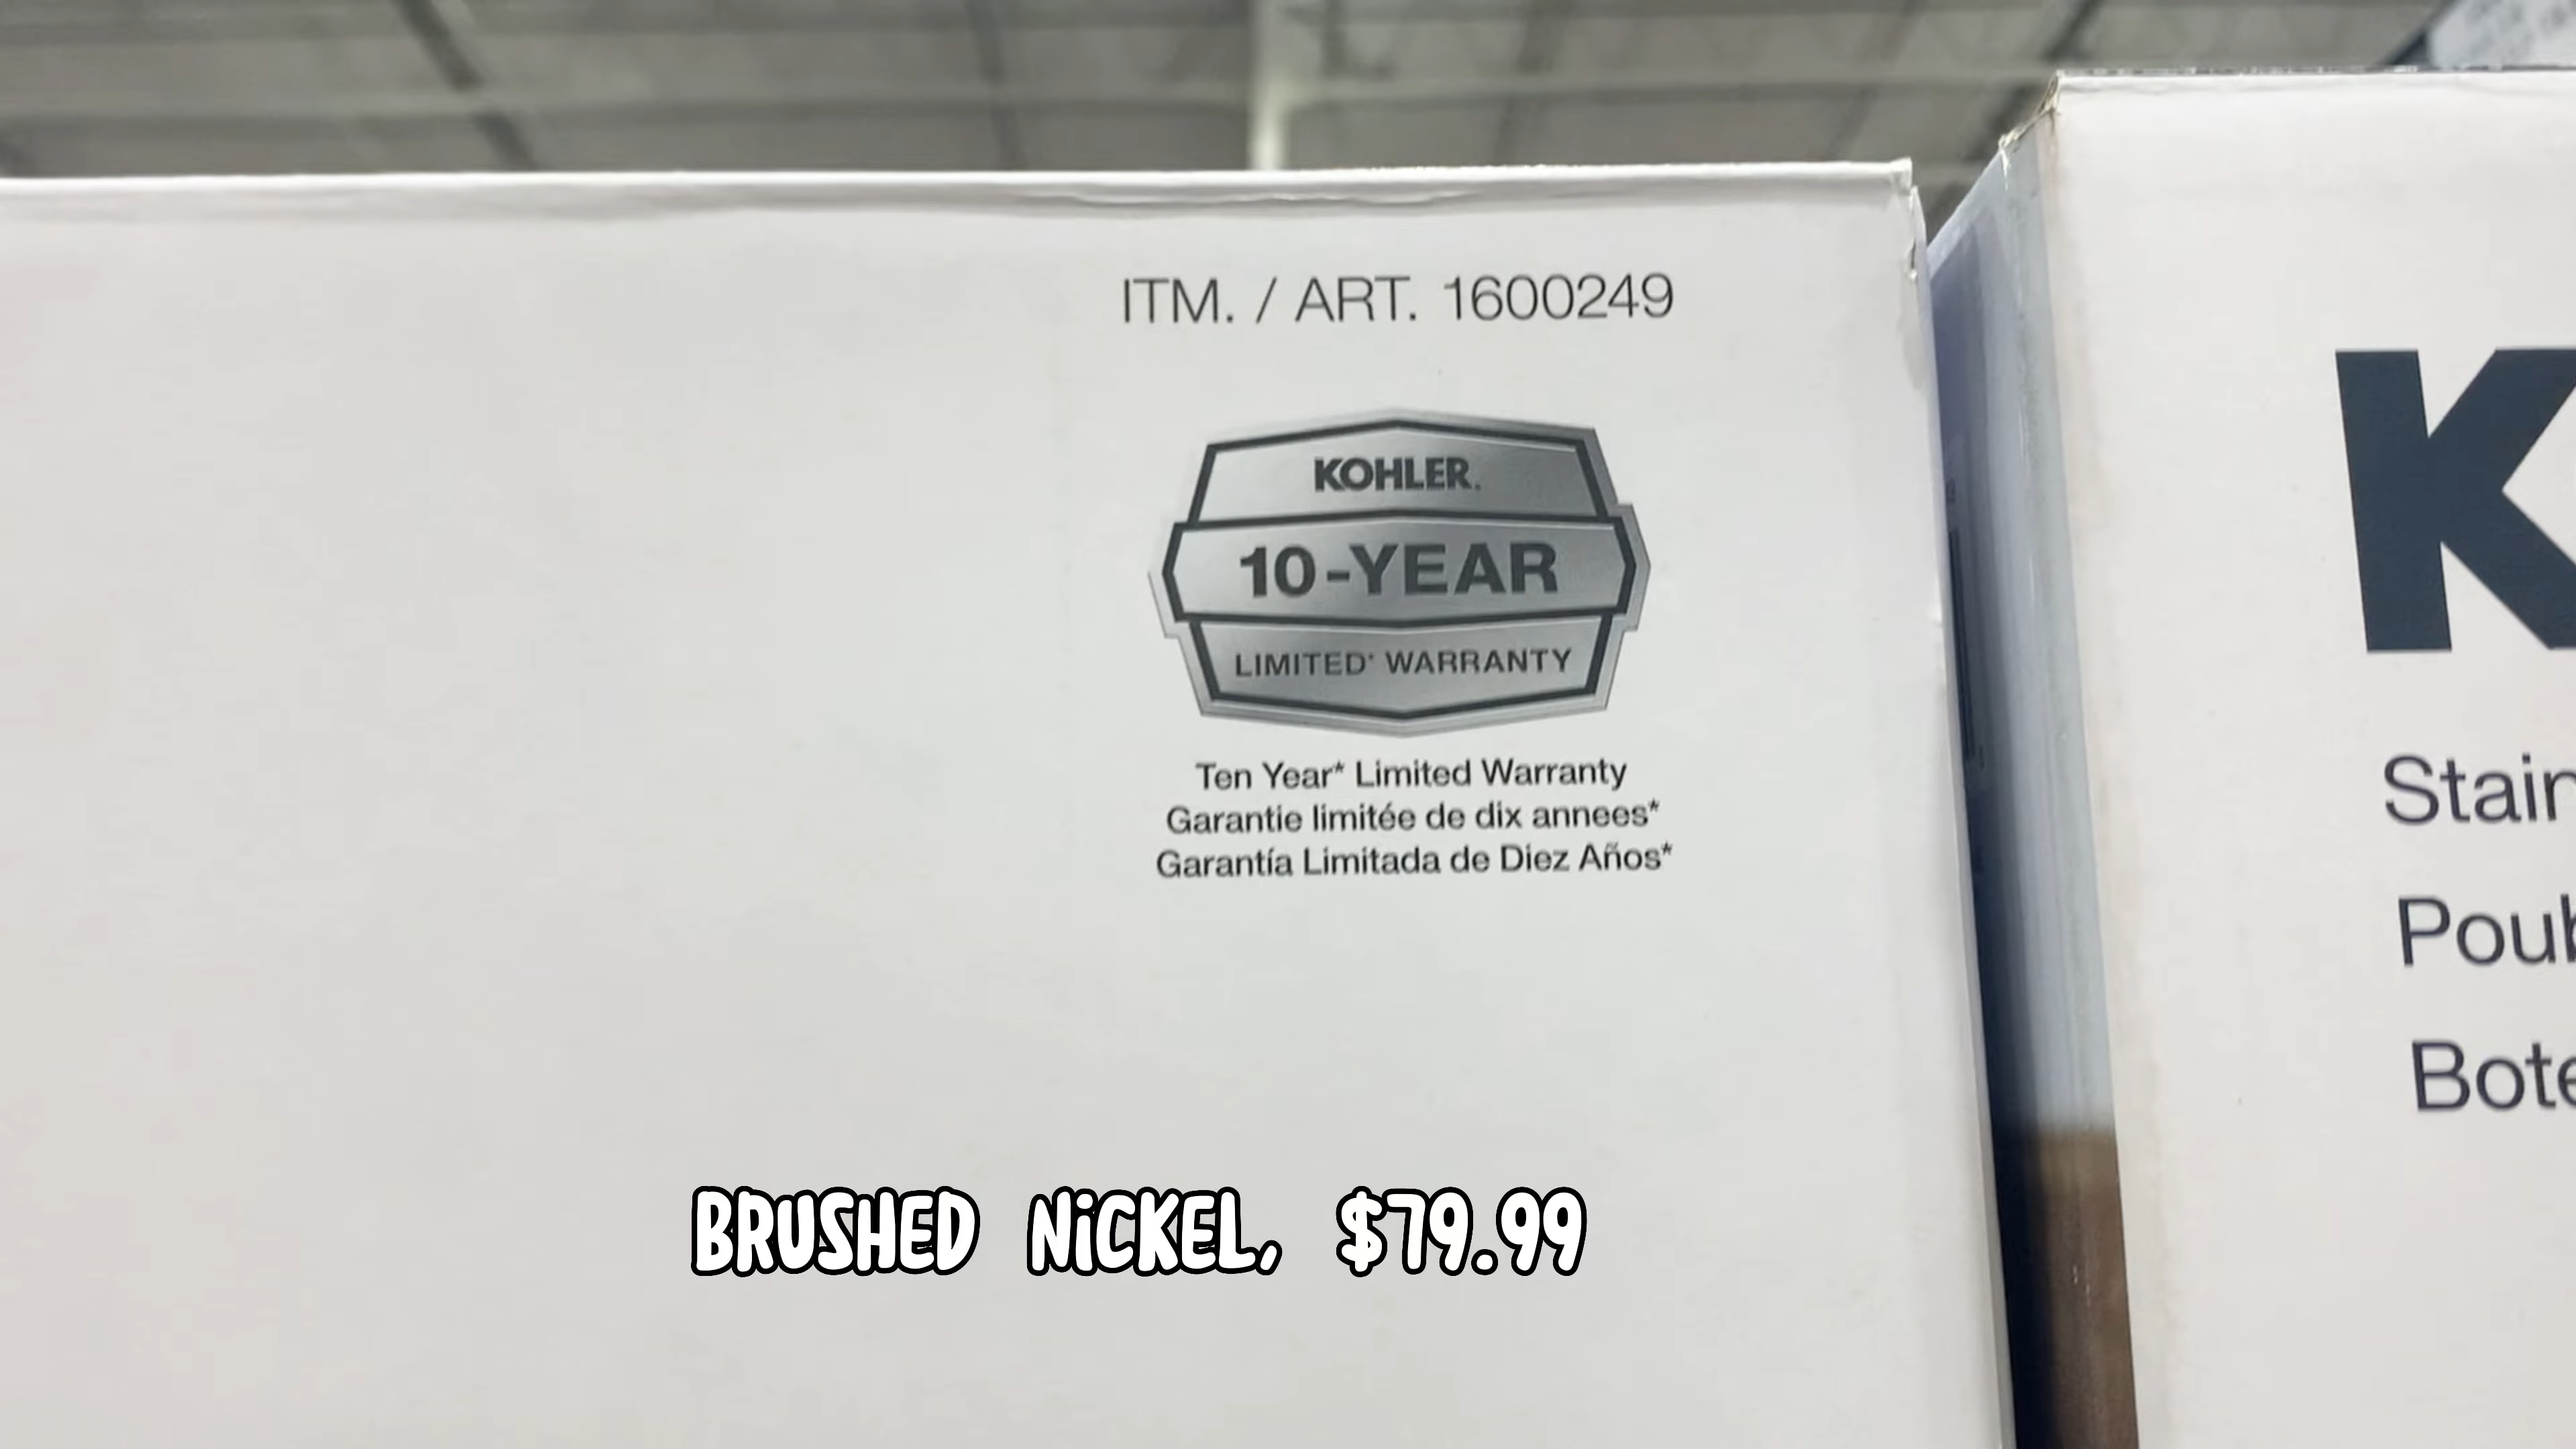 ITM. / ART. 1600249
KOHLER.
10-YEAR
LIMITED* WARRANTY
Ten Year* Limited Warranty
Garantie limitée de dix annees*
Garantía Limitada de Diez Años*
K
Stain
Poub
Bote
BRUSHED NiCKEL, $79.99